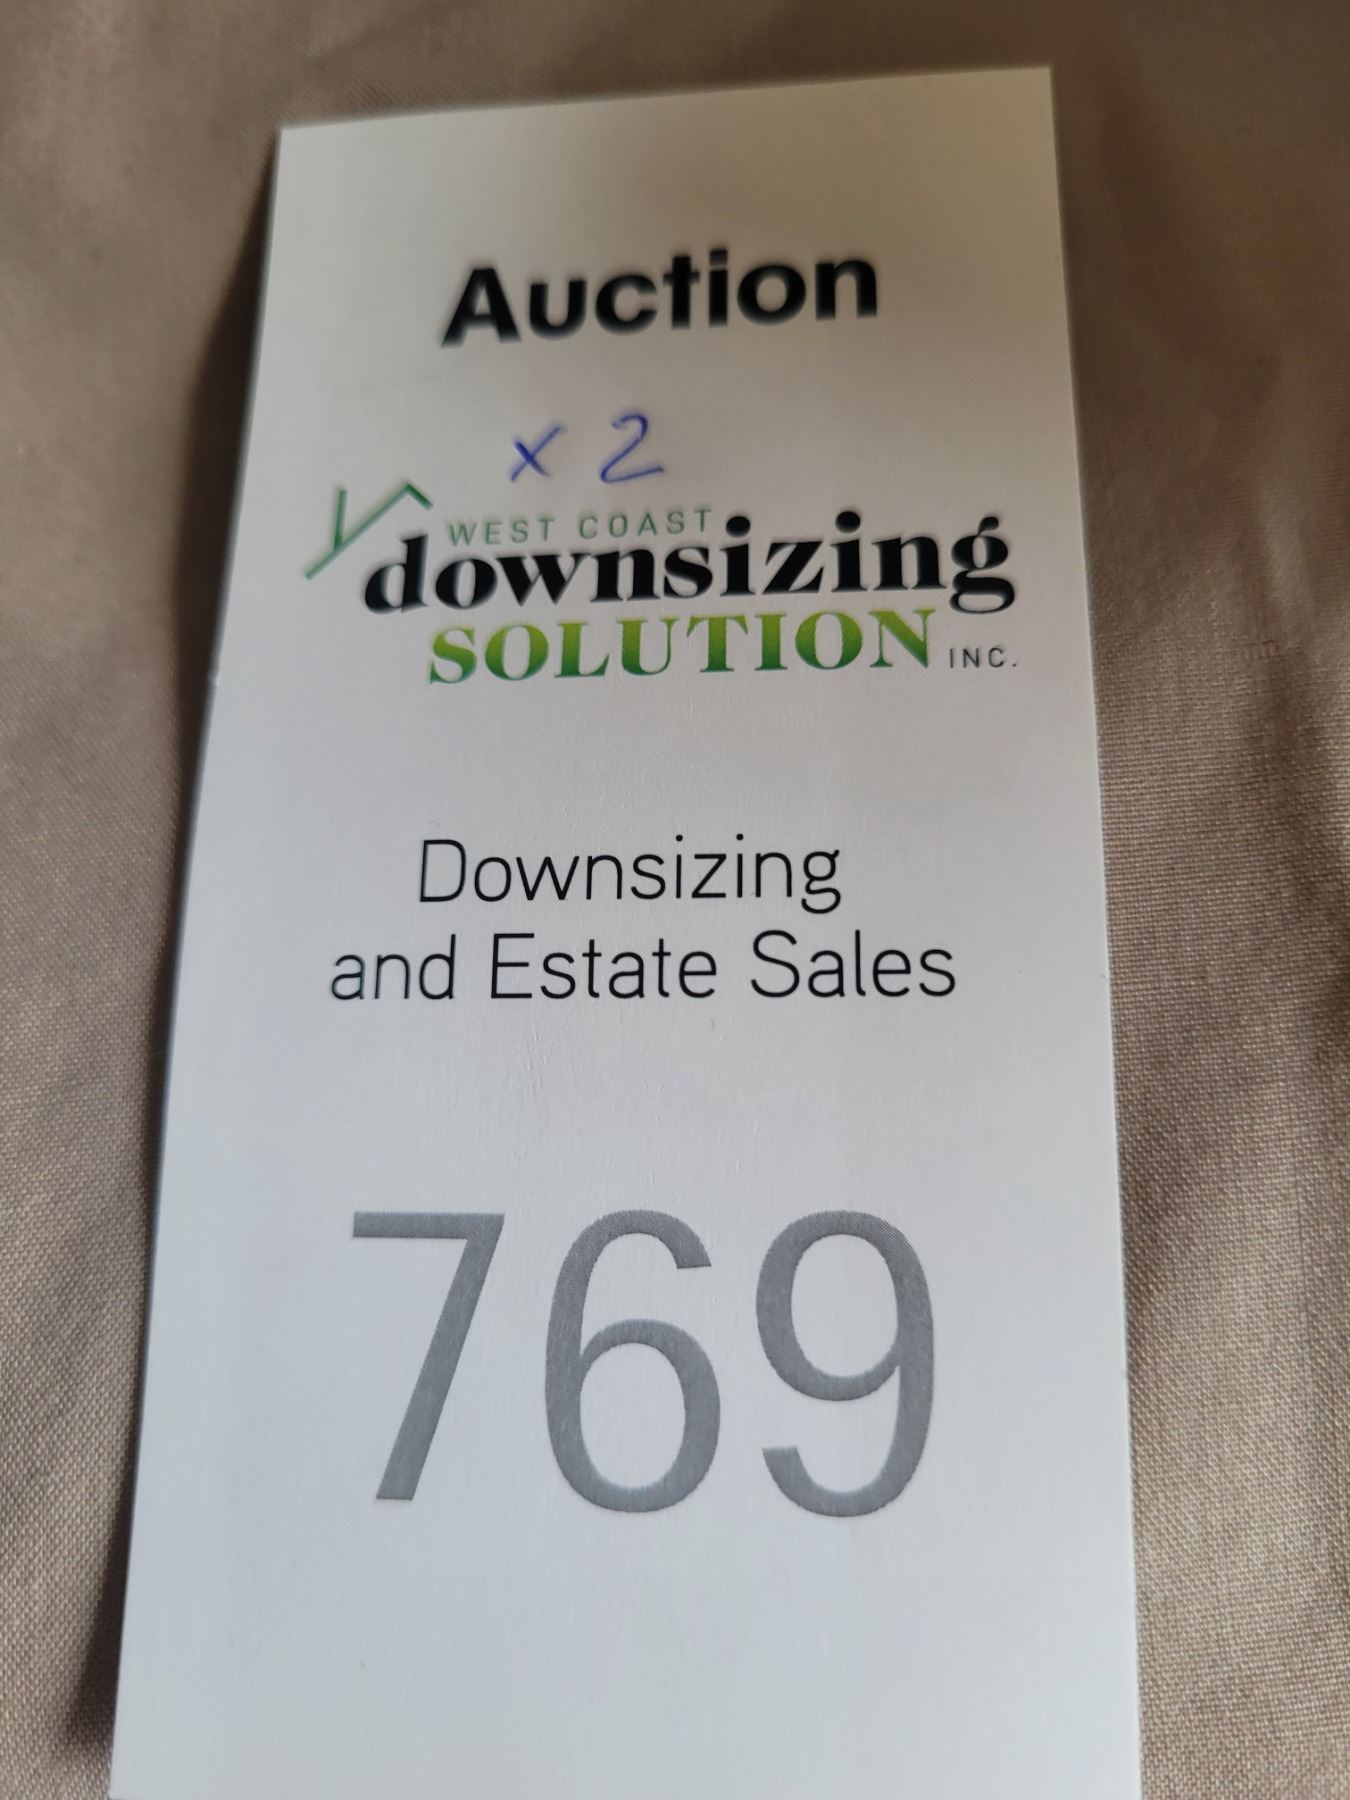 Auction
x 2
WEST COAST
downsizing
SOLUTION INC.
Downsizing
and Estate Sales
769